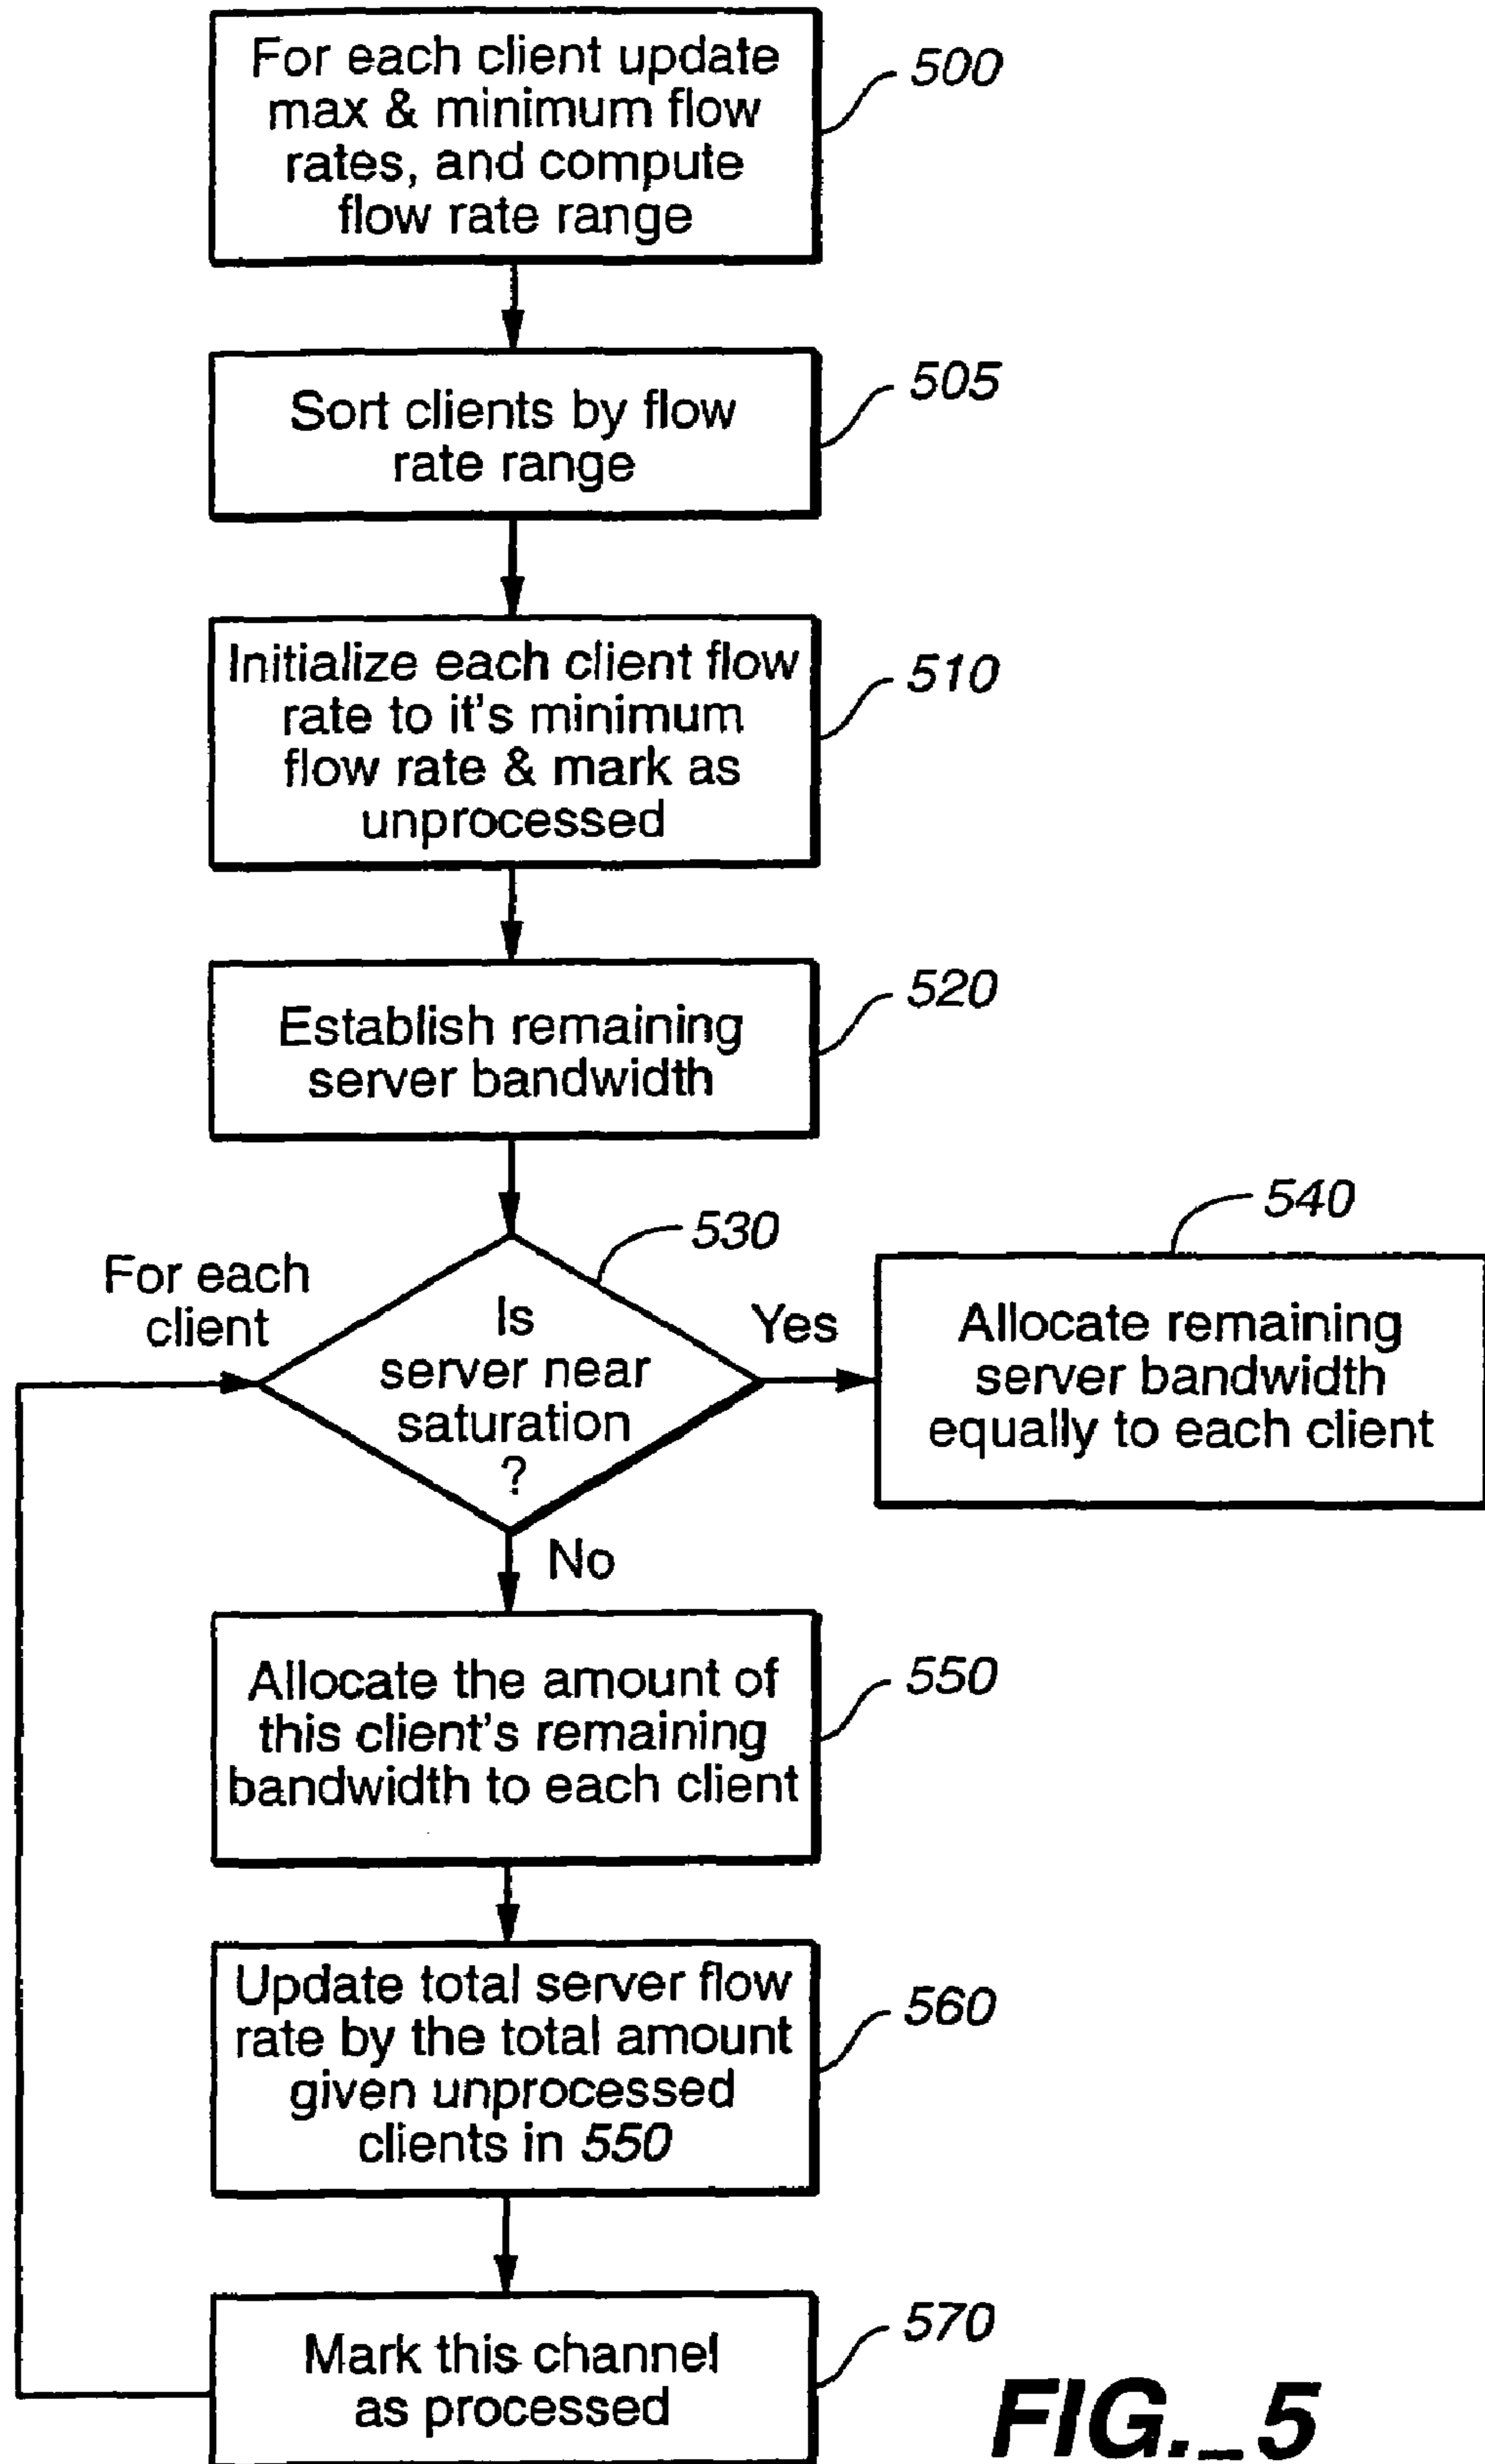 For each client update
max & minimum flow
rates, and compute
flow rate range
500
Sort clients by flow
rate range
505
Initialize each client flow
rate to it's minimum
flow rate & mark as
unprocessed
510
Establish remaining
server bandwidth
520
For each
client
Is
server near
saturation
?
530
Yes
540
Allocate remaining
server bandwidth
equally to each client
No
Allocate the amount of
this client's remaining
bandwidth to each client
550
Update total server flow
rate by the total amount
given unprocessed
clients in 550
560
Mark this channel
as processed
570
FIG._5